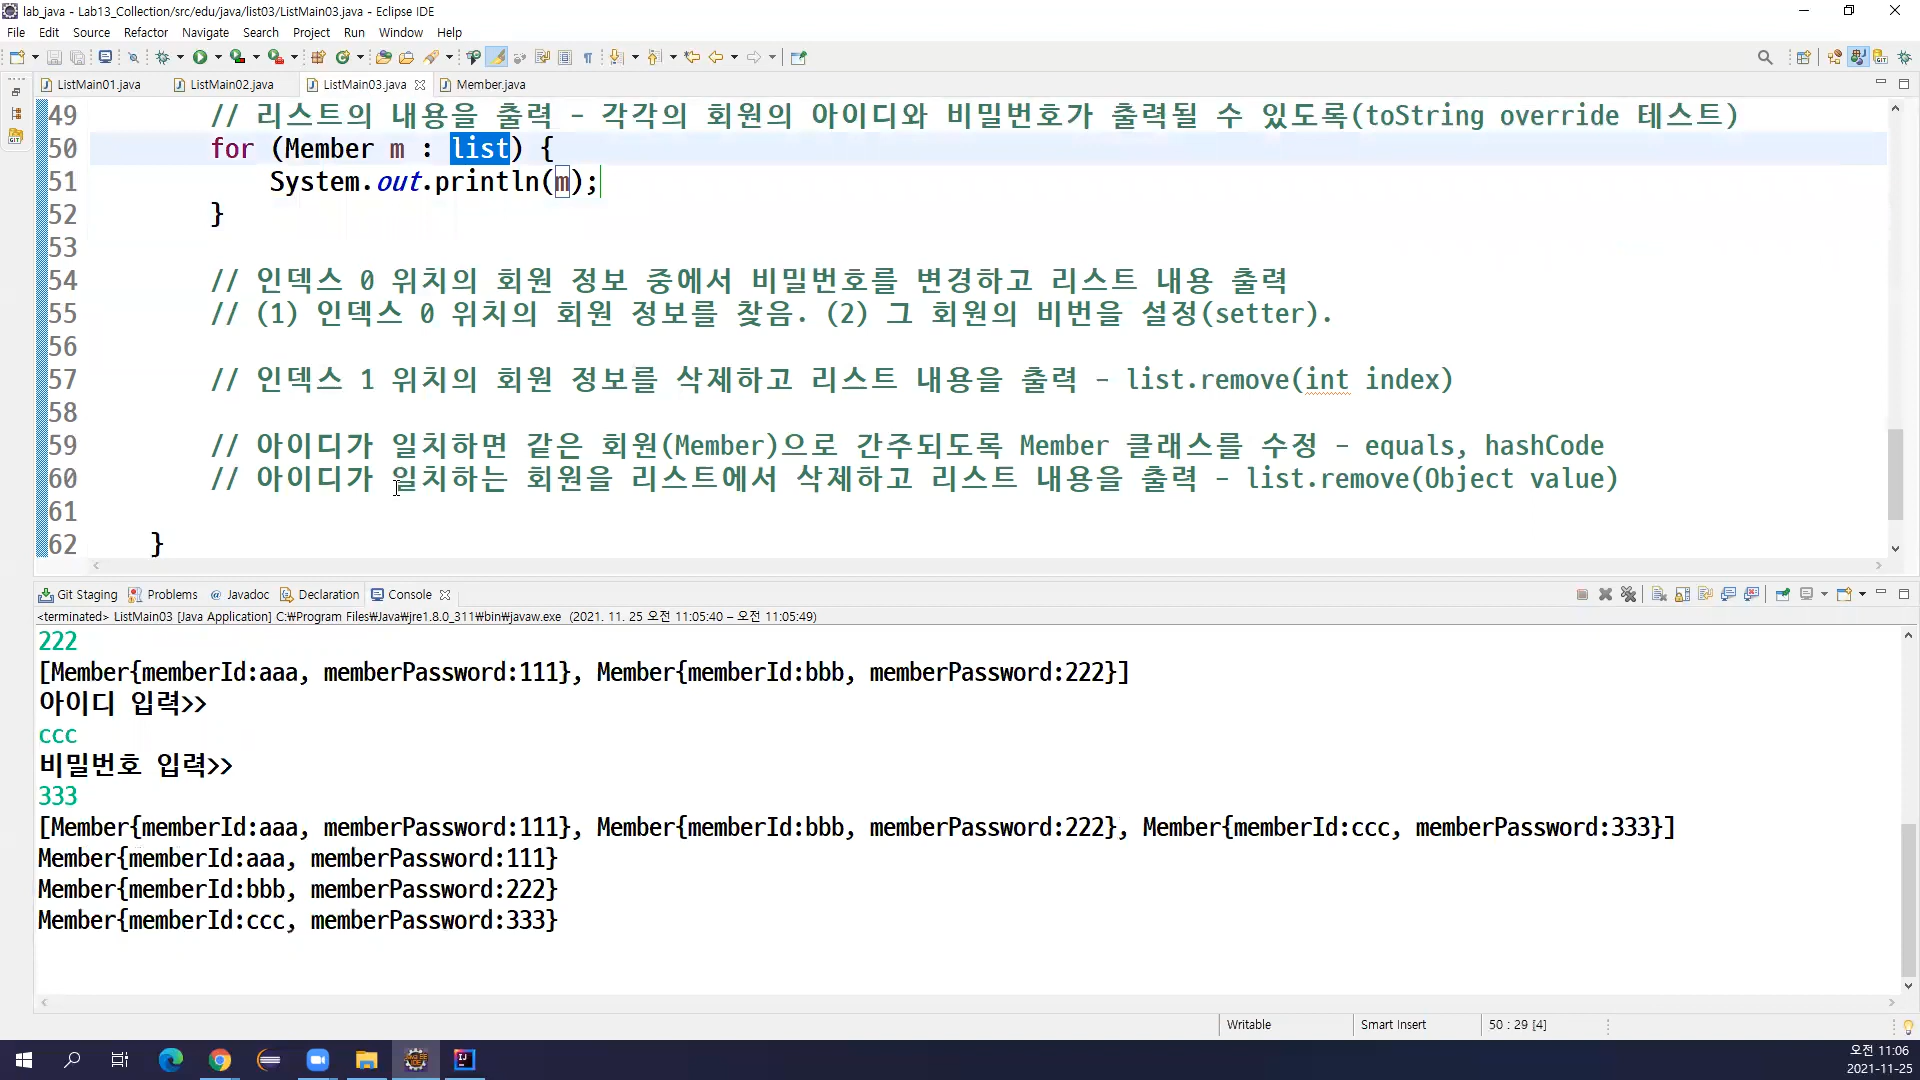 lab_java - Lab13_Collection/src/edu/java/list03/ListMain03.java - Eclipse IDE
File Edit Source Refactor Navigate Search Project Run Window Help
ListMain01.java ListMain02.java ListMain03.java Member.java
49 // 리스트의 내용을 출력 - 각각의 회원의 아이디와 비밀번호가 출력될 수 있도록(toString override 테스트)
50 for (Member m : list) {
51 System.out.println(m);
52 }
53
54 // 인덱스 0 위치의 회원 정보 중에서 비밀번호를 변경하고 리스트 내용 출력
55 // (1) 인덱스 0 위치의 회원 정보를 찾음. (2) 그 회원의 비번을 설정(setter).
56
57 // 인덱스 1 위치의 회원 정보를 삭제하고 리스트 내용을 출력 - list.remove(int index)
58
59 // 아이디가 일치하면 같은 회원(Member)으로 간주되도록 Member 클래스를 수정 - equals, hashCode
60 // 아이디가 일치하는 회원을 리스트에서 삭제하고 리스트 내용을 출력 - list.remove(Object value)
61
62 }
Git Staging Problems Javadoc Declaration Console
<terminated> ListMain03 [Java Application] C:₩Program Files₩Java₩jre1.8.0_311₩bin₩javaw.exe (2021. 11. 25 오전 11:05:40 – 오전 11:05:49)
222
[Member{memberId:aaa, memberPassword:111}, Member{memberId:bbb, memberPassword:222}]
아이디 입력>>
ccc
비밀번호 입력>>
333
[Member{memberId:aaa, memberPassword:111}, Member{memberId:bbb, memberPassword:222}, Member{memberId:ccc, memberPassword:333}]
Member{memberId:aaa, memberPassword:111}
Member{memberId:bbb, memberPassword:222}
Member{memberId:ccc, memberPassword:333}
Writable Smart Insert 50 : 29 [4]
오전 11:06
2021-11-25